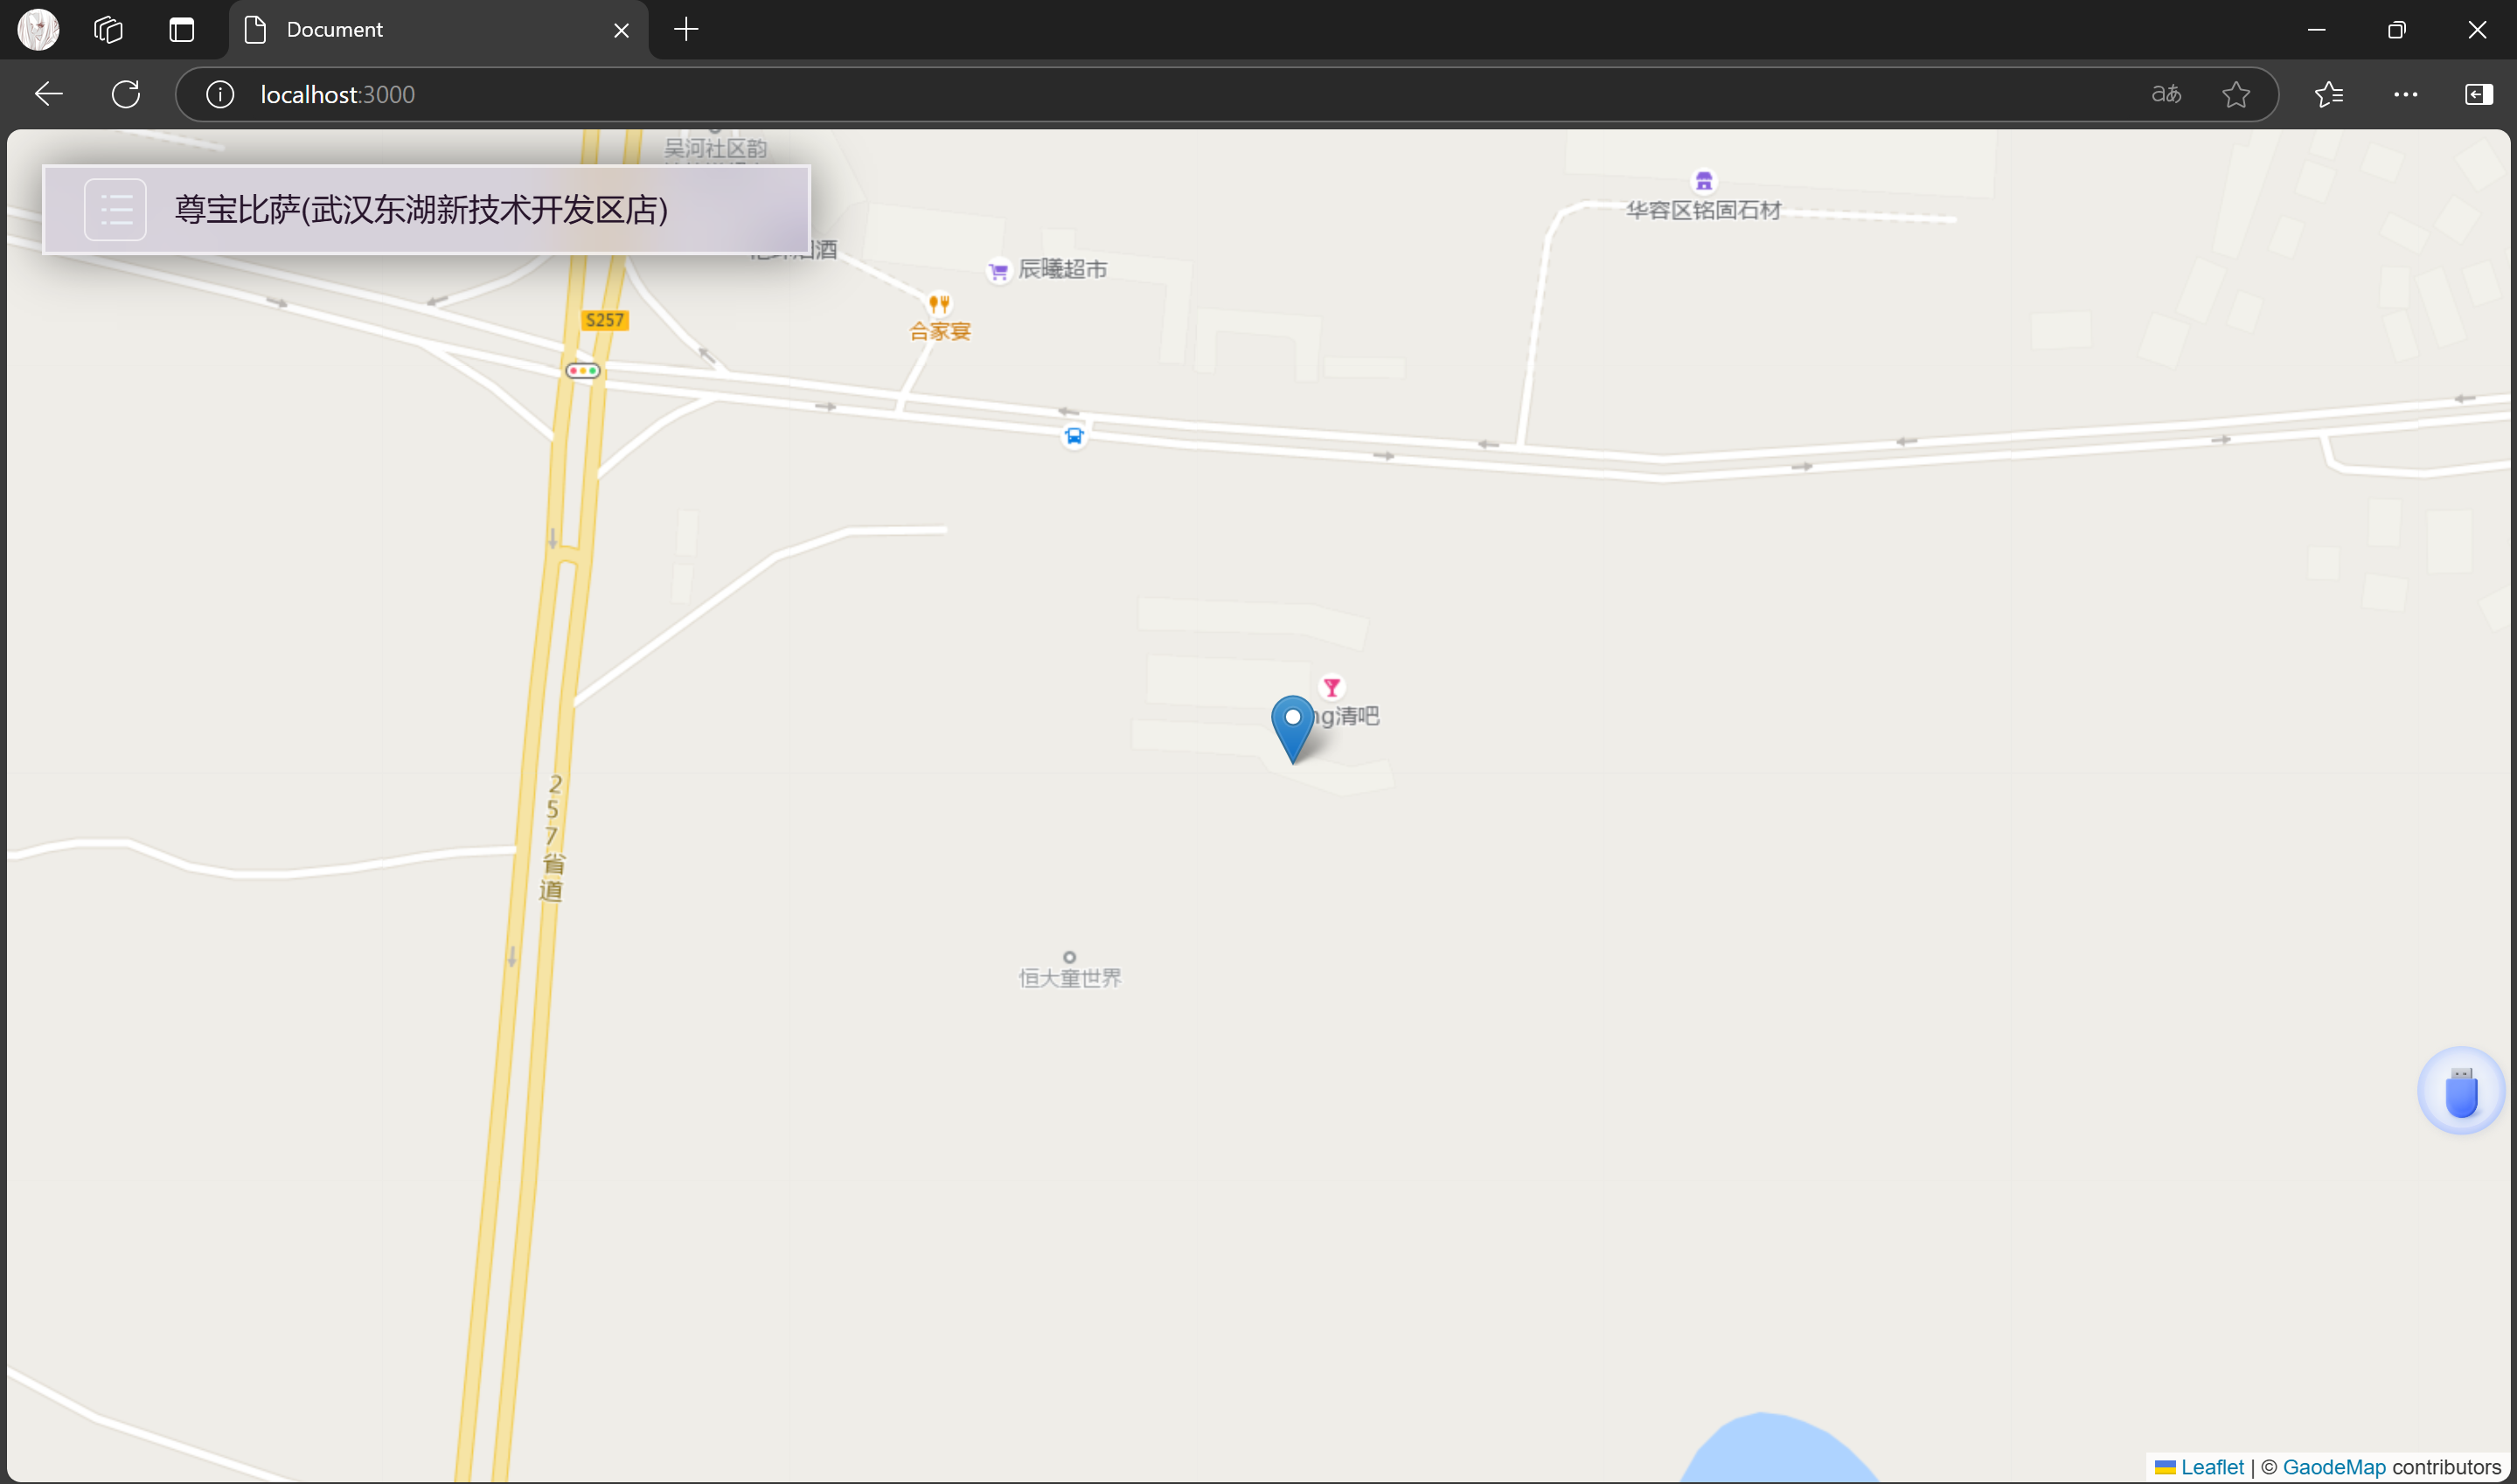 Document
localhost:3000
吴河社区韵
尊宝比萨(武汉东湖新技术开发区店)
华容区铭固石材
烟酒
辰曦超市
S257
合家宴
ng清吧
257省道
恒大童世界
Leaflet | © GaodeMap contributors